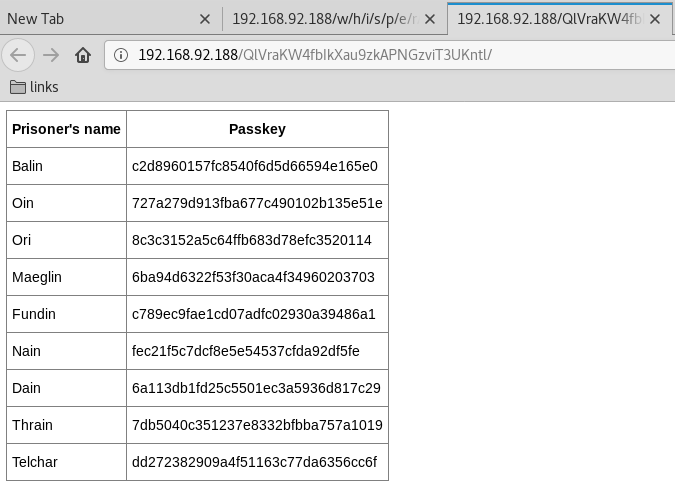 New Tab 192.168.92.188/w/h/i/s/p/e/ 192.168.92.188/QlVraKW4fb
192.168.92.188/QlVraKW4fbIkXau9zkAPNGzviT3UKntl/
links
Prisoner's name Passkey
Balin c2d8960157fc8540f6d5d66594e165e0
Oin 727a279d913fba677c490102b135e51e
Ori 8c3c3152a5c64ffb683d78efc3520114
Maeglin 6ba94d6322f53f30aca4f34960203703
Fundin c789ec9fae1cd07adfc02930a39486a1
Nain fec21f5c7dcf8e5e54537cfda92df5fe
Dain 6a113db1fd25c5501ec3a5936d817c29
Thrain 7db5040c351237e8332bfbba757a1019
Telchar dd272382909a4f51163c77da6356cc6f